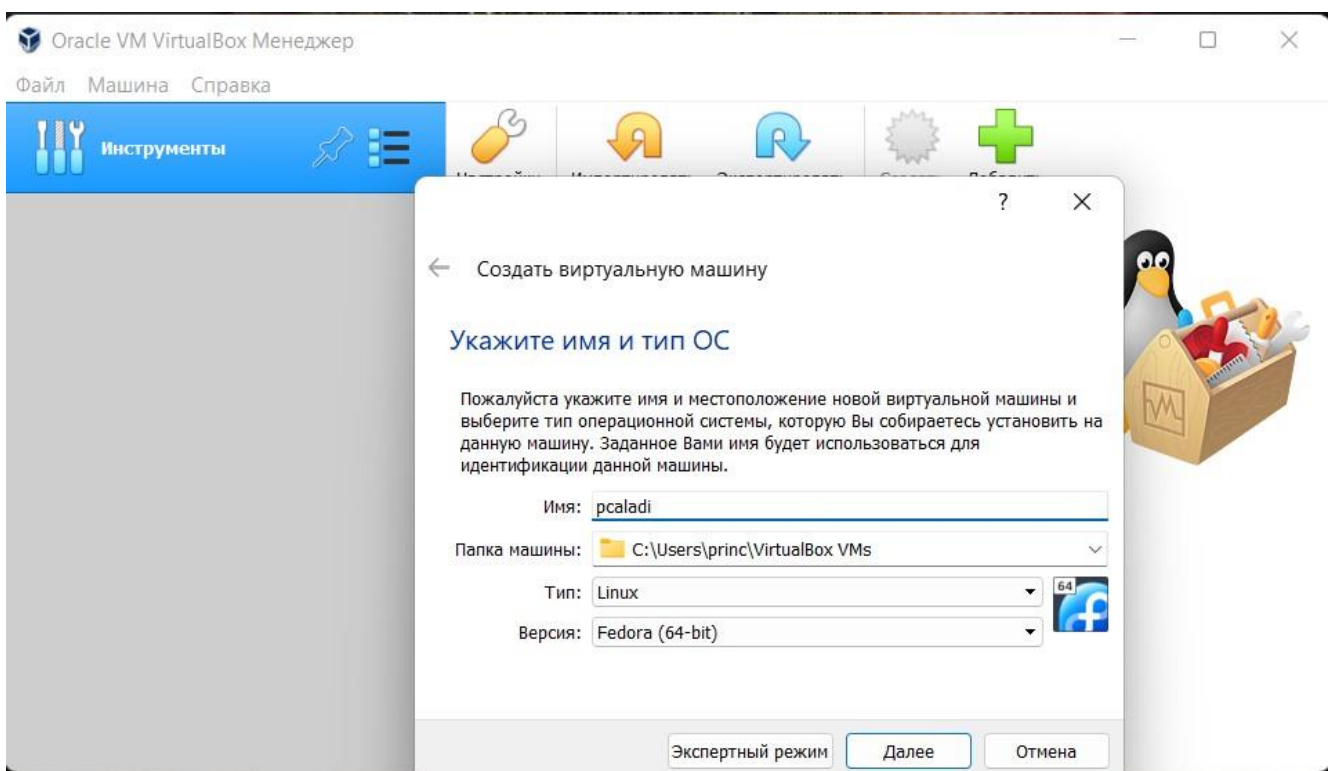 Oracle VM VirtualBox Менеджер
Файл Машина Справка
Инструменты
?
Создать виртуальную машину
Укажите имя и тип ОС
Пожалуйста укажите имя и местоположение новой виртуальной машины и
выберите тип операционной системы, которую Вы собираетесь установить на
данную машину. Заданное Вами имя будет использоваться для
идентификации данной машины.
Имя: pcaladi
Папка машины: C:\Users\princ\VirtualBox VMs
Тип: Linux
64
Версия: Fedora (64-bit)
Экспертный режим Далее Отмена